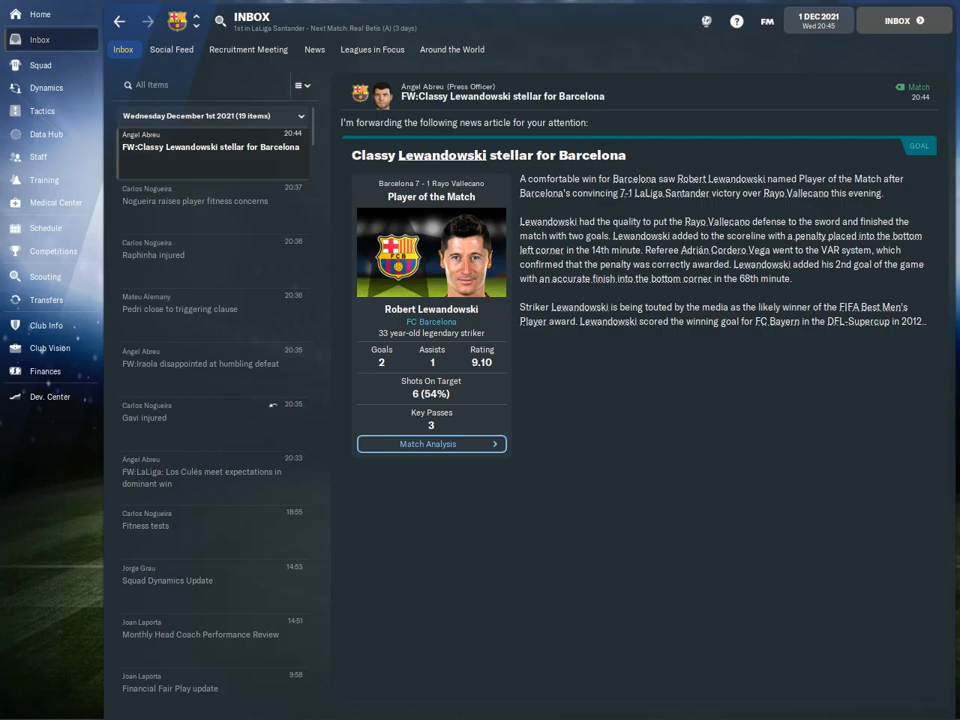 Home
Inbox
Squad
Dynamics
Tactics
Data Hub
Staff
Training
Medical Center
Schedule
Competitions
Scouting
Transfers
Club Info
Club Vision
Finances
Dev. Center
INBOX
1st in LaLiga Santander - Next Match: Real Betis (A) (3 days)
?
FM
1 DEC 2021
Wed 20:45
INBOX
Inbox
Social Feed
Recruitment Meeting
News
Leagues in Focus
Around the World
All Items
Wednesday December 1st 2021 (19 items)
Ángel Abreu
20:44
FW:Classy Lewandowski stellar for Barcelona
Carlos Nogueira
20:37
Nogueira raises player fitness concerns
Carlos Nogueira
20:36
Raphinha injured
Mateu Alemany
20:36
Pedri close to triggering clause
Ángel Abreu
20:35
FW:Iraola disappointed at humbling defeat
Carlos Nogueira
20:35
Gavi injured
Ángel Abreu
20:33
FW:LaLiga: Los Culés meet expectations in
dominant win
Carlos Nogueira
18:55
Fitness tests
Jorge Grau
14:53
Squad Dynamics Update
Joan Laporta
14:51
Monthly Head Coach Performance Review
Joan Laporta
9:58
Financial Fair Play update
Ángel Abreu (Press Officer)
FW:Classy Lewandowski stellar for Barcelona
Match
20:44
I'm forwarding the following news article for your attention:
GOAL
Classy Lewandowski stellar for Barcelona
Barcelona 7 - 1 Rayo Vallecano
Player of the Match
FCB
Robert Lewandowski
FC Barcelona
33 year-old legendary striker
Goals Assists Rating
2 1 9.10
Shots On Target
6 (54%)
Key Passes
3
Match Analysis
A comfortable win for Barcelona saw Robert Lewandowski named Player of the Match after
Barcelona's convincing 7-1 LaLiga Santander victory over Rayo Vallecano this evening.
Lewandowski had the quality to put the Rayo Vallecano defense to the sword and finished the
match with two goals. Lewandowski added to the scoreline with a penalty placed into the bottom
left corner in the 14th minute. Referee Adrián Cordero Vega went to the VAR system, which
confirmed that the penalty was correctly awarded. Lewandowski added his 2nd goal of the game
with an accurate finish into the bottom corner in the 68th minute.
Striker Lewandowski is being touted by the media as the likely winner of the FIFA Best Men's
Player award. Lewandowski scored the winning goal for FC Bayern in the DFL-Supercup in 2012..